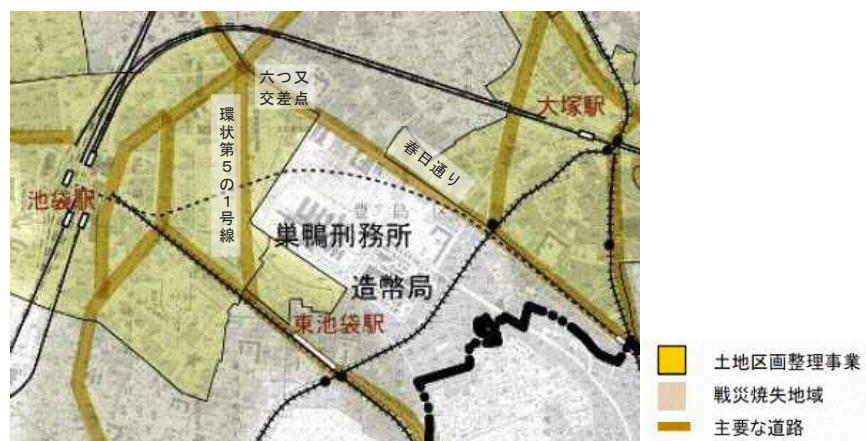 六つ又
交差点
大塚駅
環状第5の1号線
春日通り
池袋駅
豊島
巣鴨刑務所
造幣局
東池袋駅
土地区画整理事業
戦災焼失地域
主要な道路